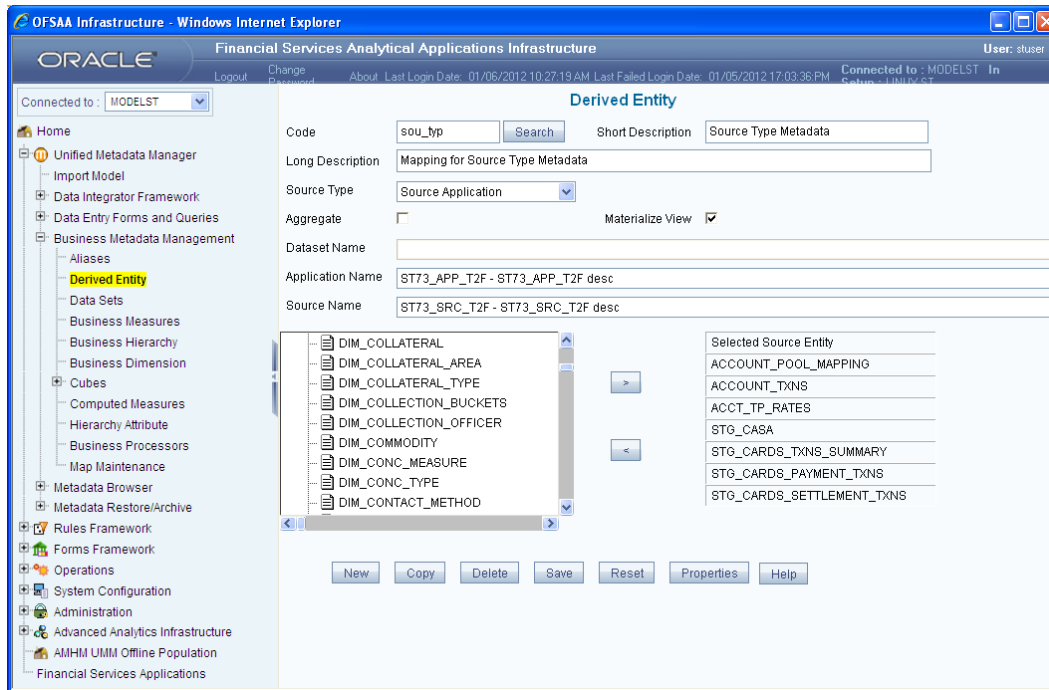 OFSAA Infrastructure - Windows Internet Explorer
ORACLE
Financial Services Analytical Applications Infrastructure
User: stuser
Logout
Change Password
About
Last Login Date: 01/06/2012 10:27:19 AM
Last Failed Login Date: 01/05/2012 17:03:36:PM
Connected to : MODELST In
Setup : LINUX ST
Connected to : MODELST
Home
Unified Metadata Manager
Import Model
Data Integrator Framework
Data Entry Forms and Queries
Business Metadata Management
Aliases
Derived Entity
Data Sets
Business Measures
Business Hierarchy
Business Dimension
Cubes
Computed Measures
Hierarchy Attribute
Business Processors
Map Maintenance
Metadata Browser
Metadata Restore/Archive
Rules Framework
Forms Framework
Operations
System Configuration
Administration
Advanced Analytics Infrastructure
AMHM UMM Offline Population
Financial Services Applications
Derived Entity
Code sou_typ Search Short Description Source Type Metadata
Long Description Mapping for Source Type Metadata
Source Type Source Application
Aggregate Materialize View
Dataset Name
Application Name ST73_APP_T2F - ST73_APP_T2F desc
Source Name ST73_SRC_T2F - ST73_SRC_T2F desc
DIM_COLLATERAL
DIM_COLLATERAL_AREA
DIM_COLLATERAL_TYPE
DIM_COLLECTION_BUCKETS
DIM_COLLECTION_OFFICER
DIM_COMMODITY
DIM_CONC_MEASURE
DIM_CONC_TYPE
DIM_CONTACT_METHOD
>
<
Selected Source Entity
ACCOUNT_POOL_MAPPING
ACCOUNT_TXNS
ACCT_TP_RATES
STG_CASA
STG_CARDS_TXNS_SUMMARY
STG_CARDS_PAYMENT_TXNS
STG_CARDS_SETTLEMENT_TXNS
New Copy Delete Save Reset Properties Help